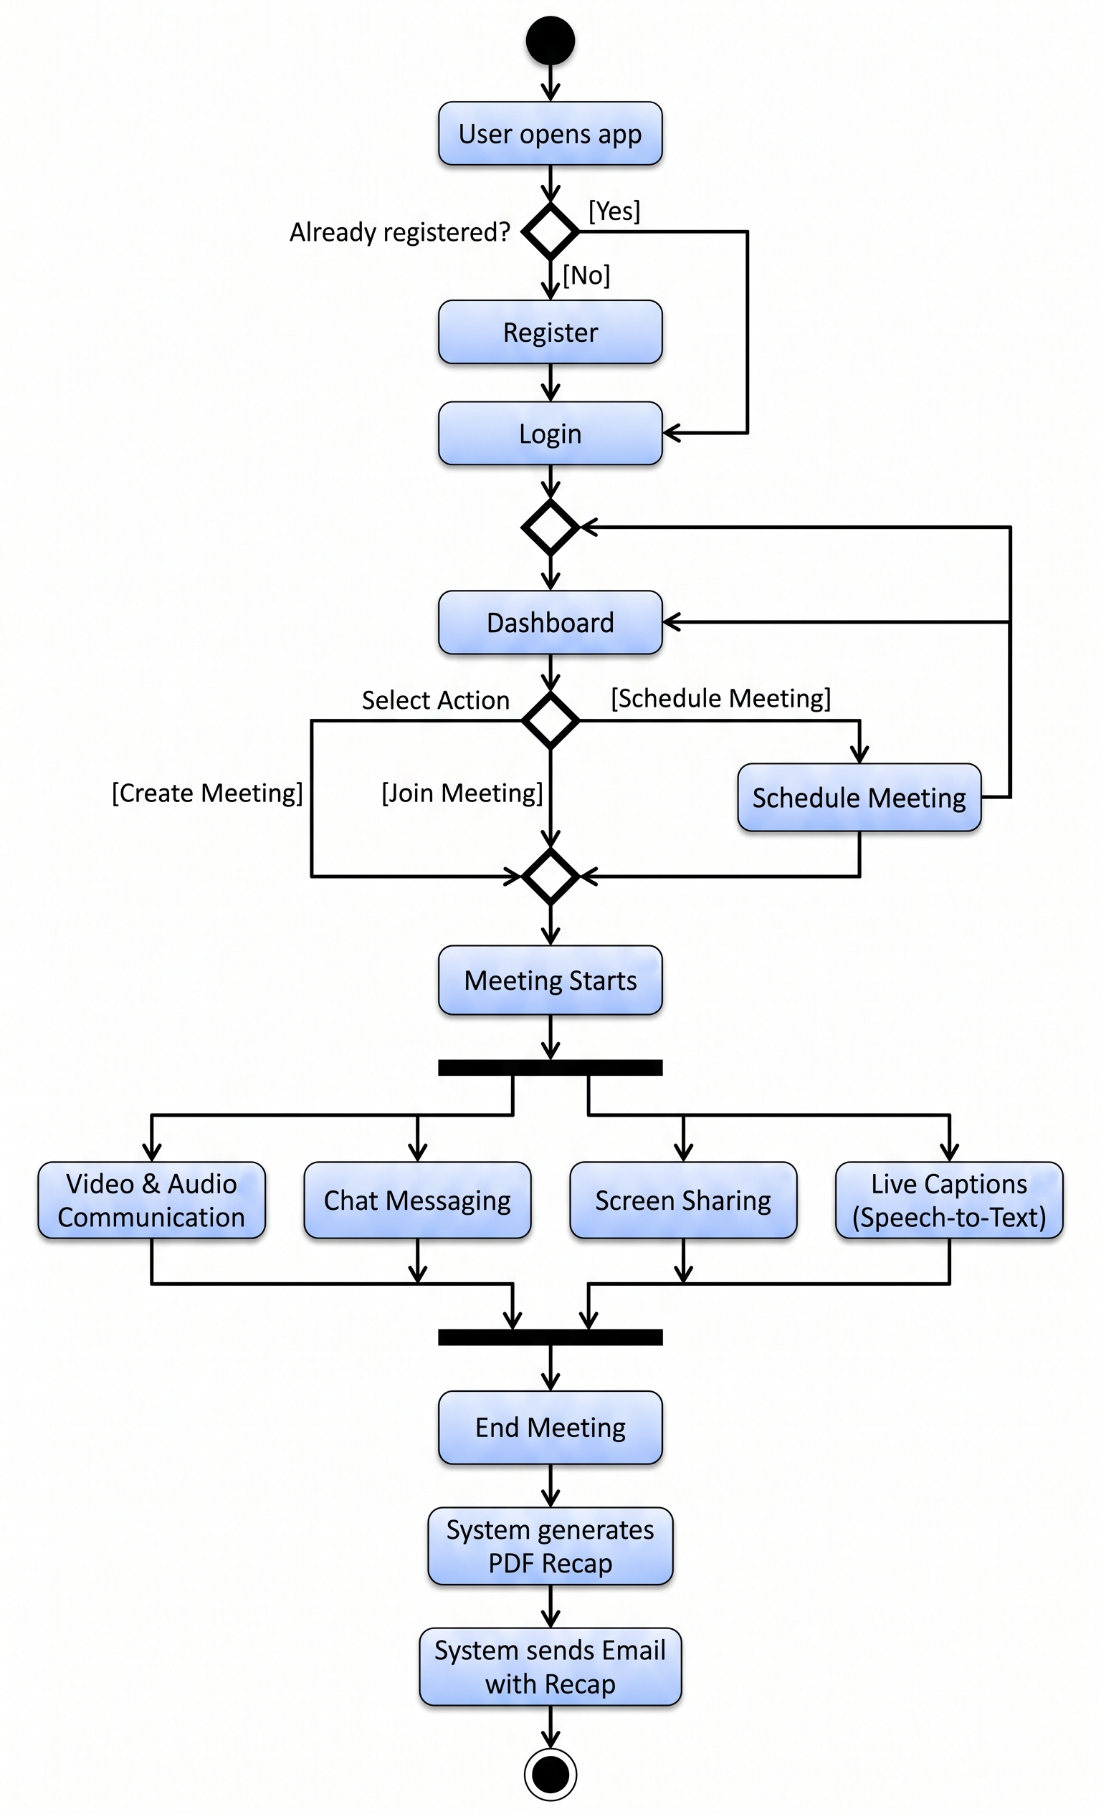 User opens app
Already registered?
[Yes]
[No]
Register
Login
Dashboard
Select Action
[Schedule Meeting]
[Create Meeting]
[Join Meeting]
Schedule Meeting
Meeting Starts
Video & Audio
Communication
Chat Messaging
Screen Sharing
Live Captions
(Speech-to-Text)
End Meeting
System generates
PDF Recap
System sends Email
with Recap